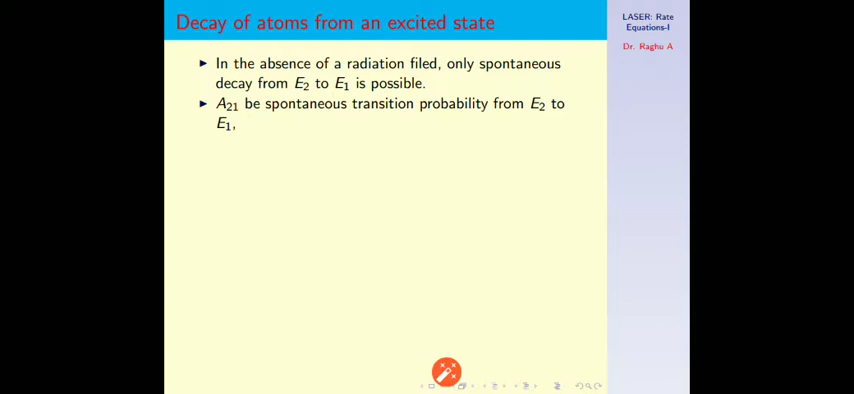 Decay of atoms from an excited state
LASER: Rate
Equations-I
Dr. Raghu A
▶ In the absence of a radiation filed, only spontaneous
decay from E₂ to E₁ is possible.
▶ A₂₁ be spontaneous transition probability from E₂ to
E₁,